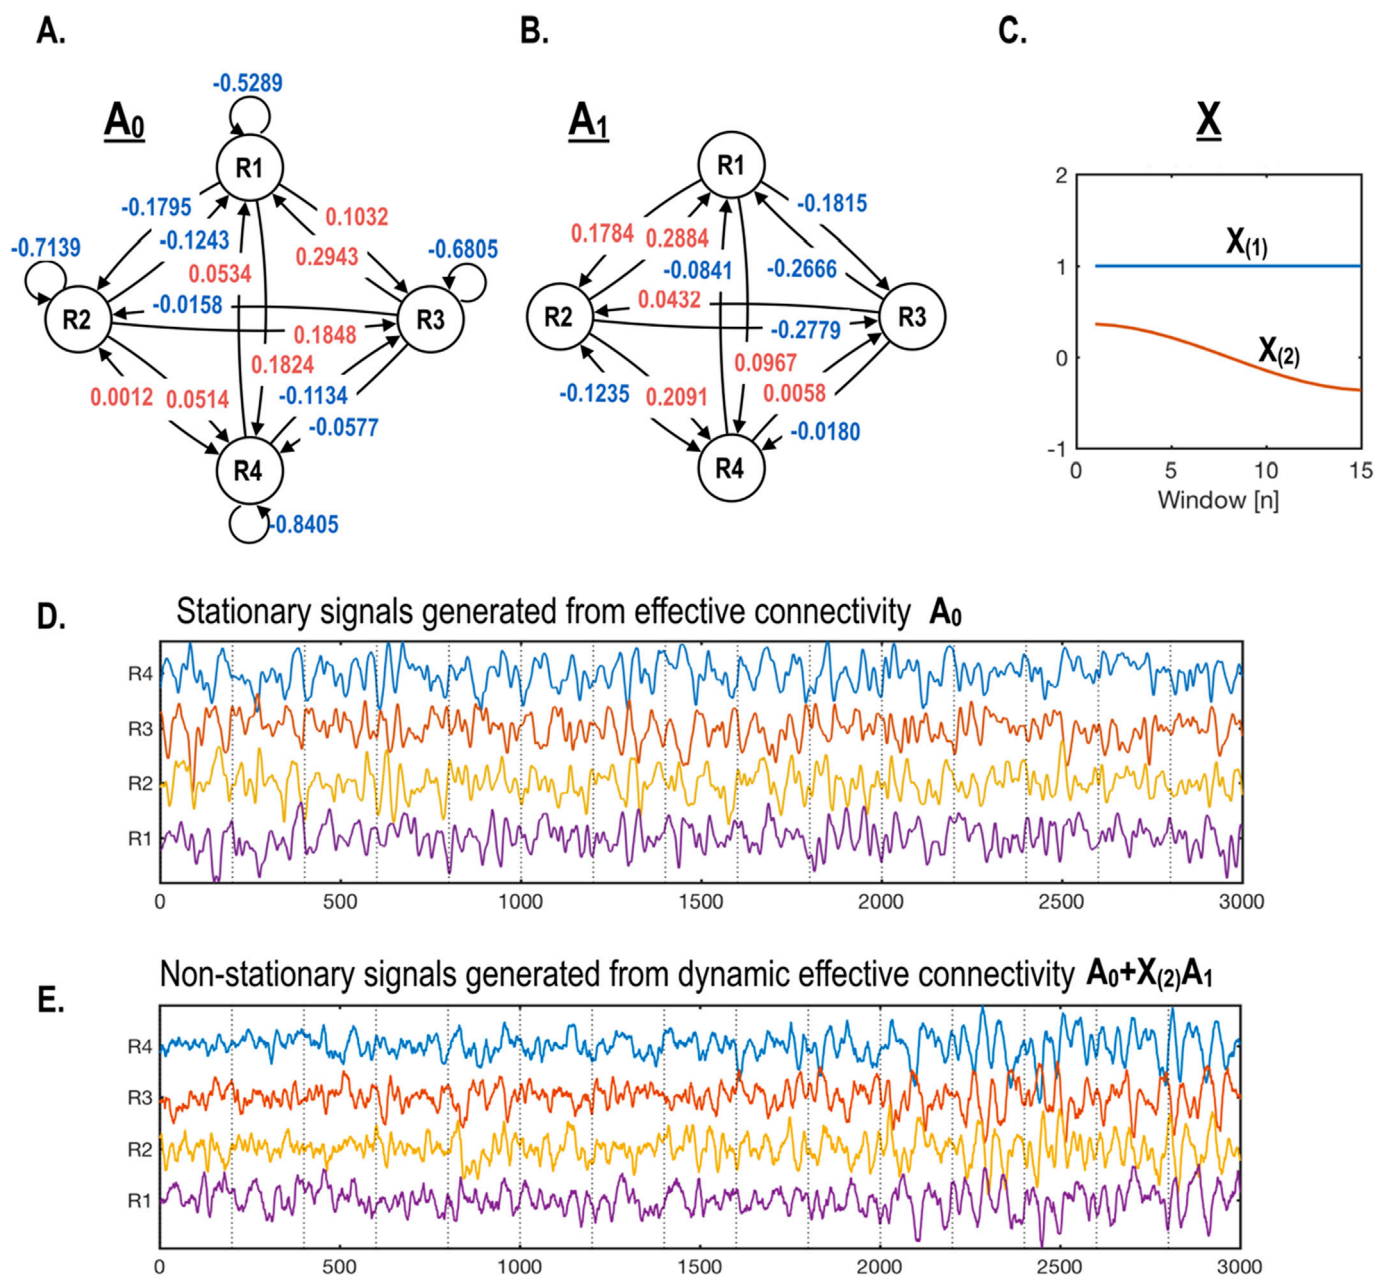 A.
B.
C.
A0
-0.5289
R1
-0.1795
-0.1243
0.1032
0.2943
-0.7139
-0.6805
0.0534
R2
-0.0158
R3
0.1848
0.1824
0.0012
0.0514
-0.1134
-0.0577
R4
-0.8405
A1
R1
-0.1815
0.1784
0.2884
-0.0841
-0.2666
R2
0.0432
R3
-0.2779
0.0967
-0.1235
0.2091
0.0058
-0.0180
R4
X
2
X(1)
1
X(2)
0
-1
0 5 10 15
Window [n]
D.
Stationary signals generated from effective connectivity A0
R4
R3
R2
R1
0 500 1000 1500 2000 2500 3000
Non-stationary signals generated from dynamic effective connectivity A0+X(2)A1
E.
R4
R3
R2
R1
0 500 1000 1500 2000 2500 3000